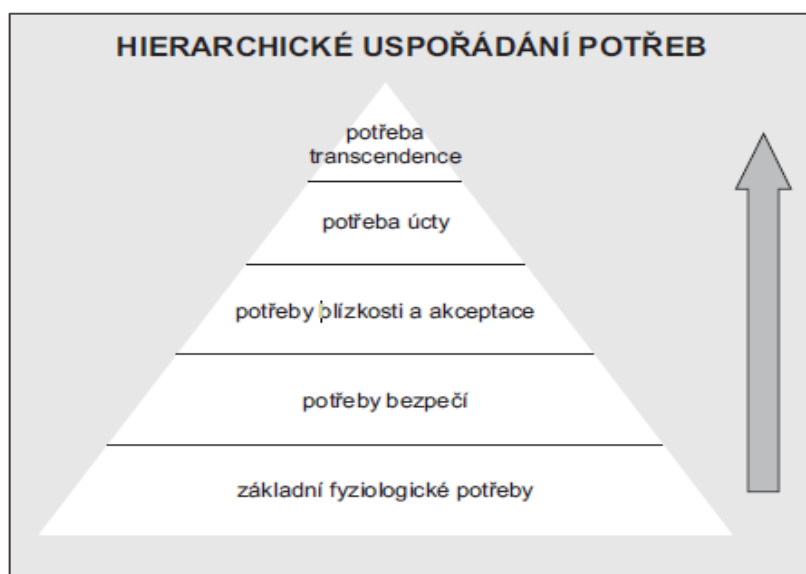 HIERARCHICKÉ USPOŘÁDÁNÍ POTŘEB
potřeba
transcendence
potřeba úcty
potřeby blízkosti a akceptace
potřeby bezpečí
základní fyziologické potřeby